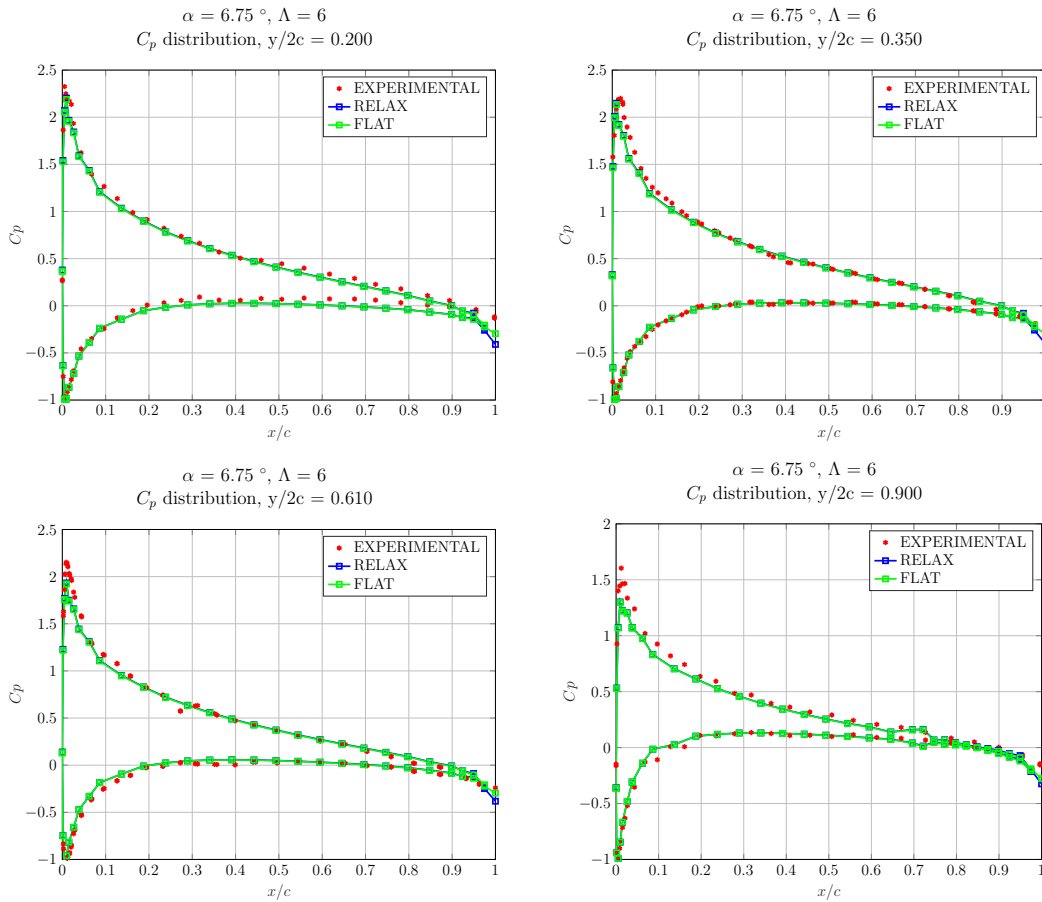 α = 6.75 °, Λ = 6
C_p distribution, y/2c = 0.200
2.5
2
1.5
1
0.5
0
−0.5
−1
Cp
0 0.1 0.2 0.3 0.4 0.5 0.6 0.7 0.8 0.9 1
x/c
EXPERIMENTAL
RELAX
FLAT
α = 6.75 °, Λ = 6
C_p distribution, y/2c = 0.350
2.5
2
1.5
1
0.5
0
−0.5
−1
Cp
0 0.1 0.2 0.3 0.4 0.5 0.6 0.7 0.8 0.9 1
x/c
EXPERIMENTAL
RELAX
FLAT
α = 6.75 °, Λ = 6
C_p distribution, y/2c = 0.610
2.5
2
1.5
1
0.5
0
−0.5
−1
Cp
0 0.1 0.2 0.3 0.4 0.5 0.6 0.7 0.8 0.9 1
x/c
EXPERIMENTAL
RELAX
FLAT
α = 6.75 °, Λ = 6
C_p distribution, y/2c = 0.900
2
1.5
1
0.5
0
−0.5
−1
Cp
0 0.1 0.2 0.3 0.4 0.5 0.6 0.7 0.8 0.9 1
x/c
EXPERIMENTAL
RELAX
FLAT